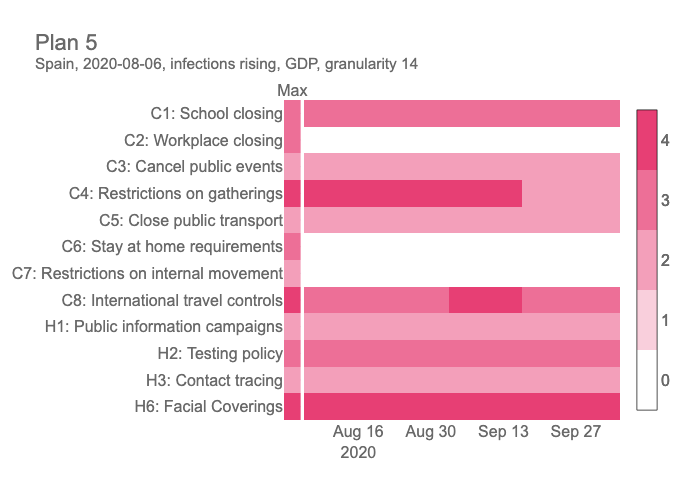 Plan 5
Spain, 2020-08-06, infections rising, GDP, granularity 14
Max
C1: School closing
C2: Workplace closing
C3: Cancel public events
C4: Restrictions on gatherings
C5: Close public transport
C6: Stay at home requirements
C7: Restrictions on internal movement
C8: International travel controls
H1: Public information campaigns
H2: Testing policy
H3: Contact tracing
H6: Facial Coverings
4
3
2
1
0
Aug 16 Aug 30 Sep 13 Sep 27
2020